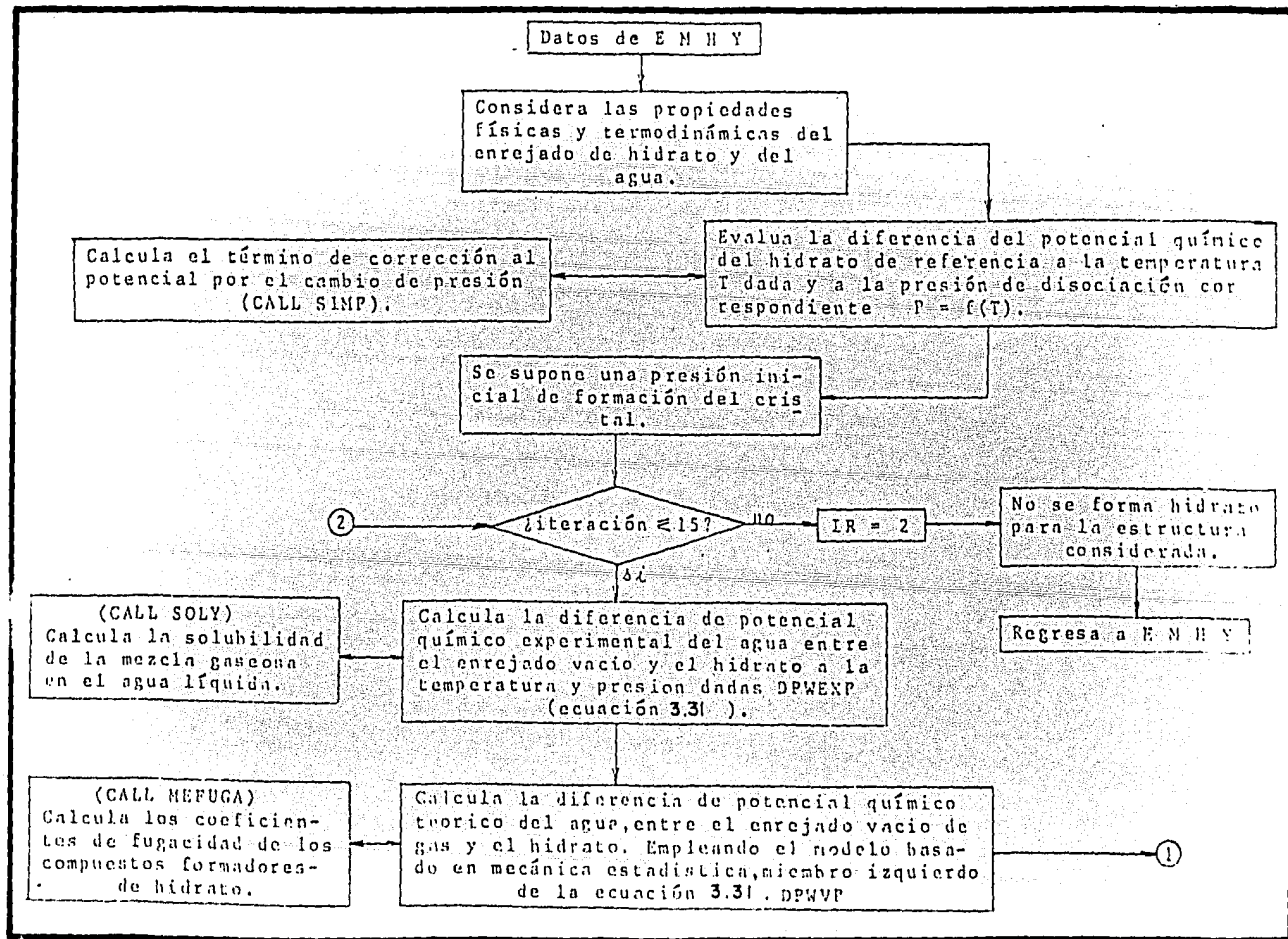 Datos de E M H Y
Considera las propiedades
físicas y termodinámicas del
enrejado de hidrato y del
agua.
Evalua la diferencia del potencial químico
del hidrato de referencia a la temperatura
T dada y a la presión de disociación cor
respondiente P = f(T).
Calcula el término de corrección al
potencial por el cambio de presión
(CALL SIMP).
Se supone una presión ini-
cial de formación del cris
tal.
2
¿iteración ≤ 15?
no
IR = 2
No se forma hidrato
para la estructura
considerada.
Regresa a E M H Y
si
(CALL SOLY)
Calcula la solubilidad
de la mezcla gaseosa
en el agua líquida.
Calcula la diferencia de potencial
químico experimental del agua entre
el enrejado vacio y el hidrato a la
temperatura y presion dadas DPWEXP
(ecuación 3.31 ).
(CALL MEFUGA)
Calcula los coeficien-
tes de fugacidad de los
compuestos formadores-
de hidrato.
Calcula la diferencia de potencial químico
teorico del agua, entre el enrejado vacio de
gas y el hidrato. Empleando el modelo basa-
do en mecánica estadistica, miembro izquierdo
de la ecuación 3.31 . DPWVP
1